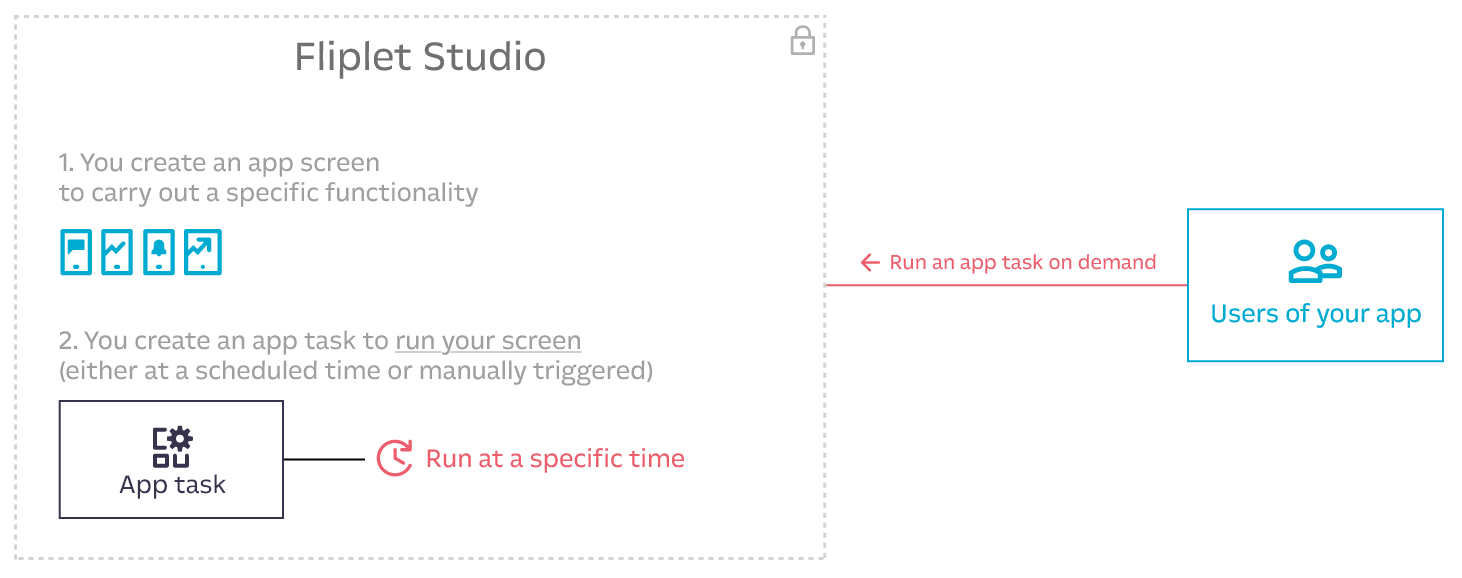 Fliplet Studio
1. You create an app screen
to carry out a specific functionality
Run an app task on demand
Users of your app
2. You create an app task to run your screen
(either at a scheduled time or manually triggered)
App task
Run at a specific time